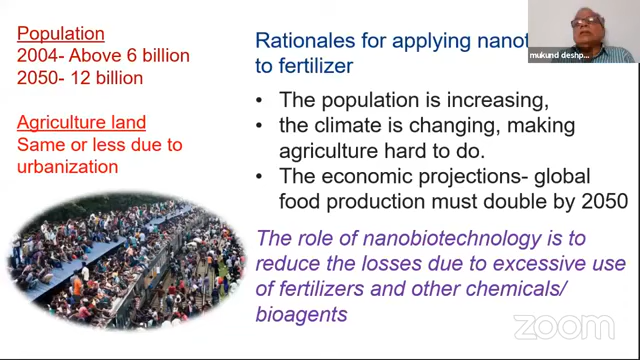 Population
2004- Above 6 billion
2050- 12 billion
Agriculture land
Same or less due to
urbanization
Rationales for applying
to fertilizer
• The population is increasing,
• the climate is changing, making
agriculture hard to do.
• The economic projections- global
food production must double by 2050
The role of nanobiotechnology is to
reduce the losses due to excessive use
of fertilizers and other chemicals/
bioagents
mukund deshp...
zoom